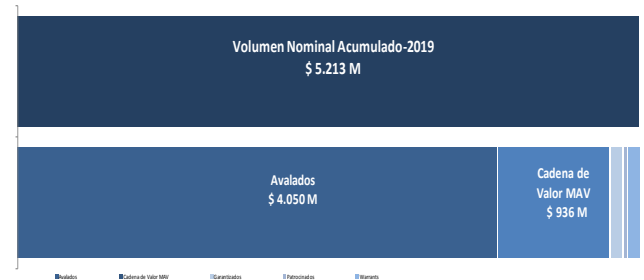 Volumen Nominal Acumulado-2019
$ 5.213 M
Avalados
$ 4.050 M
Cadena de
Valor MAV
$ 936 M
Avalados Cadena de Valor MAV Garantizados Patrocinados Warrants